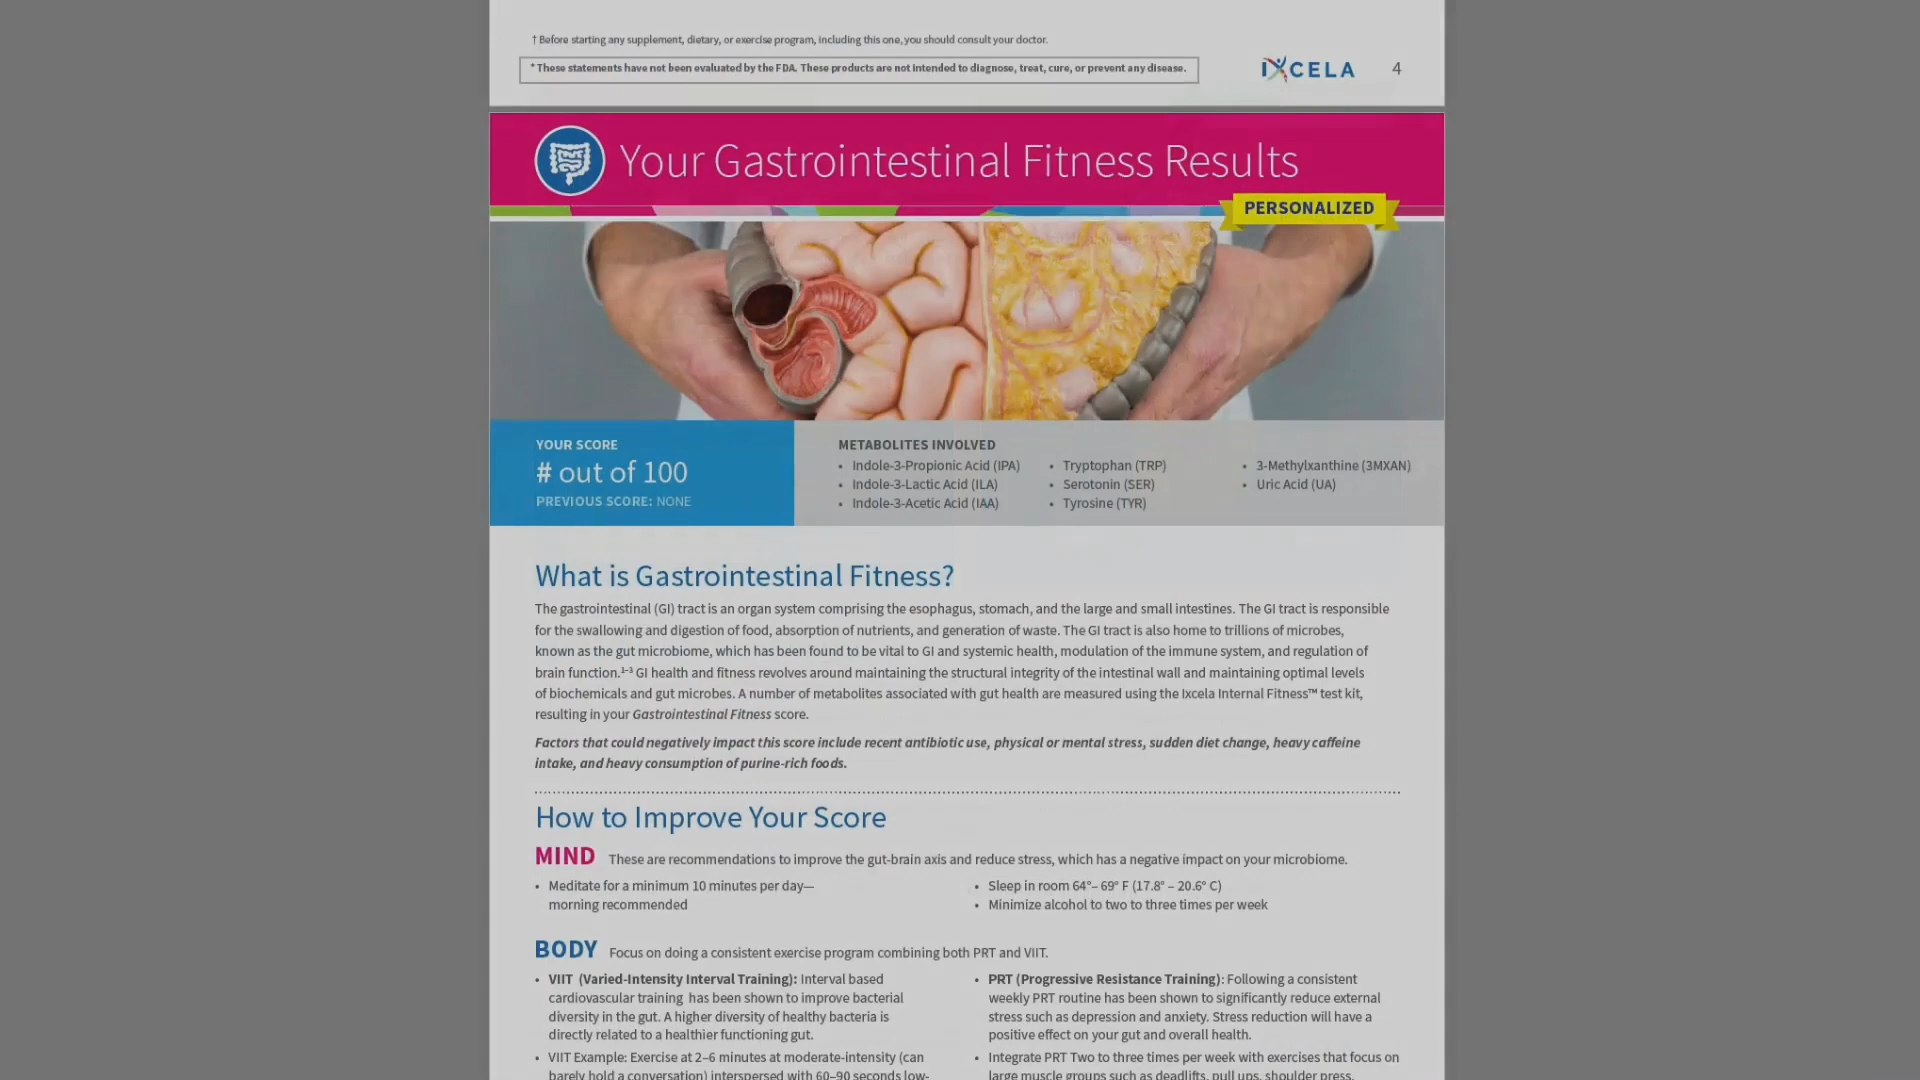 † Before starting any supplement, dietary, or exercise program, including this one, you should consult your doctor.
* These statements have not been evaluated by the FDA. These products are not intended to diagnose, treat, cure, or prevent any disease.
IXCELA 4
Your Gastrointestinal Fitness Results
PERSONALIZED
YOUR SCORE
# out of 100
PREVIOUS SCORE: NONE
METABOLITES INVOLVED
• Indole-3-Propionic Acid (IPA)
• Indole-3-Lactic Acid (ILA)
• Indole-3-Acetic Acid (IAA)
• Tryptophan (TRP)
• Serotonin (SER)
• Tyrosine (TYR)
• 3-Methylxanthine (3MXAN)
• Uric Acid (UA)
What is Gastrointestinal Fitness?
The gastrointestinal (GI) tract is an organ system comprising the esophagus, stomach, and the large and small intestines. The GI tract is responsible
for the swallowing and digestion of food, absorption of nutrients, and generation of waste. The GI tract is also home to trillions of microbes,
known as the gut microbiome, which has been found to be vital to GI and systemic health, modulation of the immune system, and regulation of
brain function.¹⁻³ GI health and fitness revolves around maintaining the structural integrity of the intestinal wall and maintaining optimal levels
of biochemicals and gut microbes. A number of metabolites associated with gut health are measured using the Ixcela Internal Fitness™ test kit,
resulting in your Gastrointestinal Fitness score.
Factors that could negatively impact this score include recent antibiotic use, physical or mental stress, sudden diet change, heavy caffeine
intake, and heavy consumption of purine-rich foods.
How to Improve Your Score
MIND These are recommendations to improve the gut-brain axis and reduce stress, which has a negative impact on your microbiome.
• Meditate for a minimum 10 minutes per day—
morning recommended
• Sleep in room 64°– 69° F (17.8° – 20.6° C)
• Minimize alcohol to two to three times per week
BODY Focus on doing a consistent exercise program combining both PRT and VIIT.
• VIIT (Varied-Intensity Interval Training): Interval based
cardiovascular training has been shown to improve bacterial
diversity in the gut. A higher diversity of healthy bacteria is
directly related to a healthier functioning gut.
• VIIT Example: Exercise at 2–6 minutes at moderate-intensity (can
barely hold a conversation) interspersed with 60–90 seconds low-
• PRT (Progressive Resistance Training): Following a consistent
weekly PRT routine has been shown to significantly reduce external
stress such as depression and anxiety. Stress reduction will have a
positive effect on your gut and overall health.
• Integrate PRT Two to three times per week with exercises that focus on
large muscle groups such as deadlifts, pull ups, shoulder press,